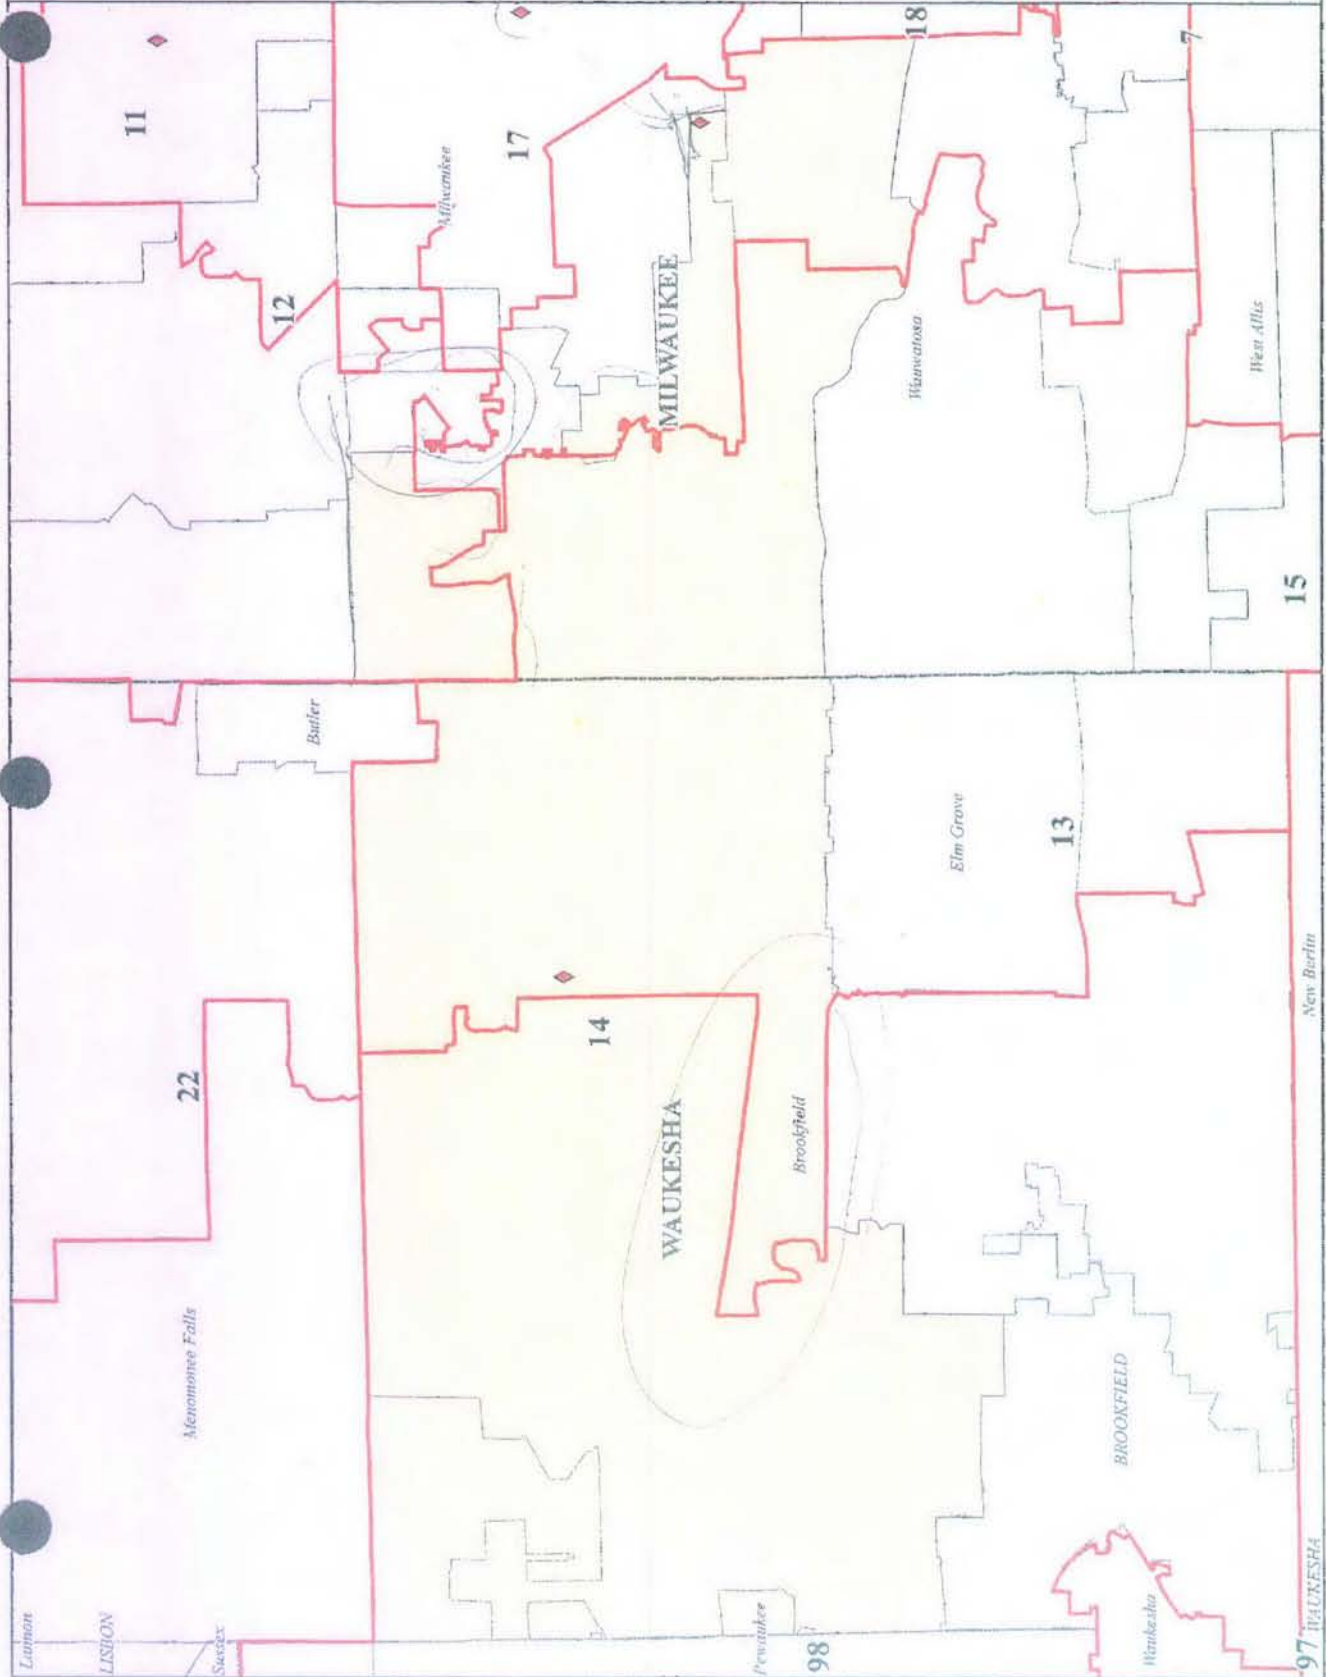 Lannon
LISBON
Sussex
Menomonee Falls
22
Butler
12
11
Pewaukee
98
WAUKESHA
14
Brookfield
MILWAUKEE
Milwaukee
17
Waukesha
BROOKFIELD
Elm Grove
13
Wauwatosa
18
97
WAUKESHA
New Berlin
15
West Allis
7